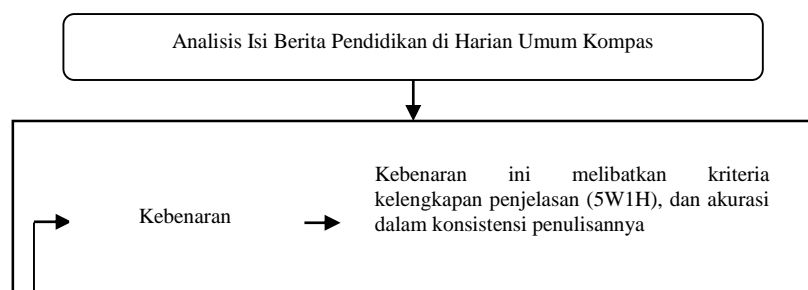 Analisis Isi Berita Pendidikan di Harian Umum Kompas
Kebenaran
Kebenaran ini melibatkan kriteria
kelengkapan penjelasan (5W1H), dan akurasi
dalam konsistensi penulisannya